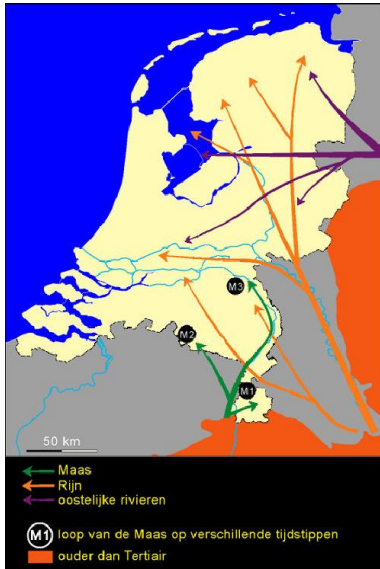 M3
M2
M1
50 km
Maas
Rijn
oostelijke rivieren
M1 loop van de Maas op verschillende tijdstippen
ouder dan Tertiair